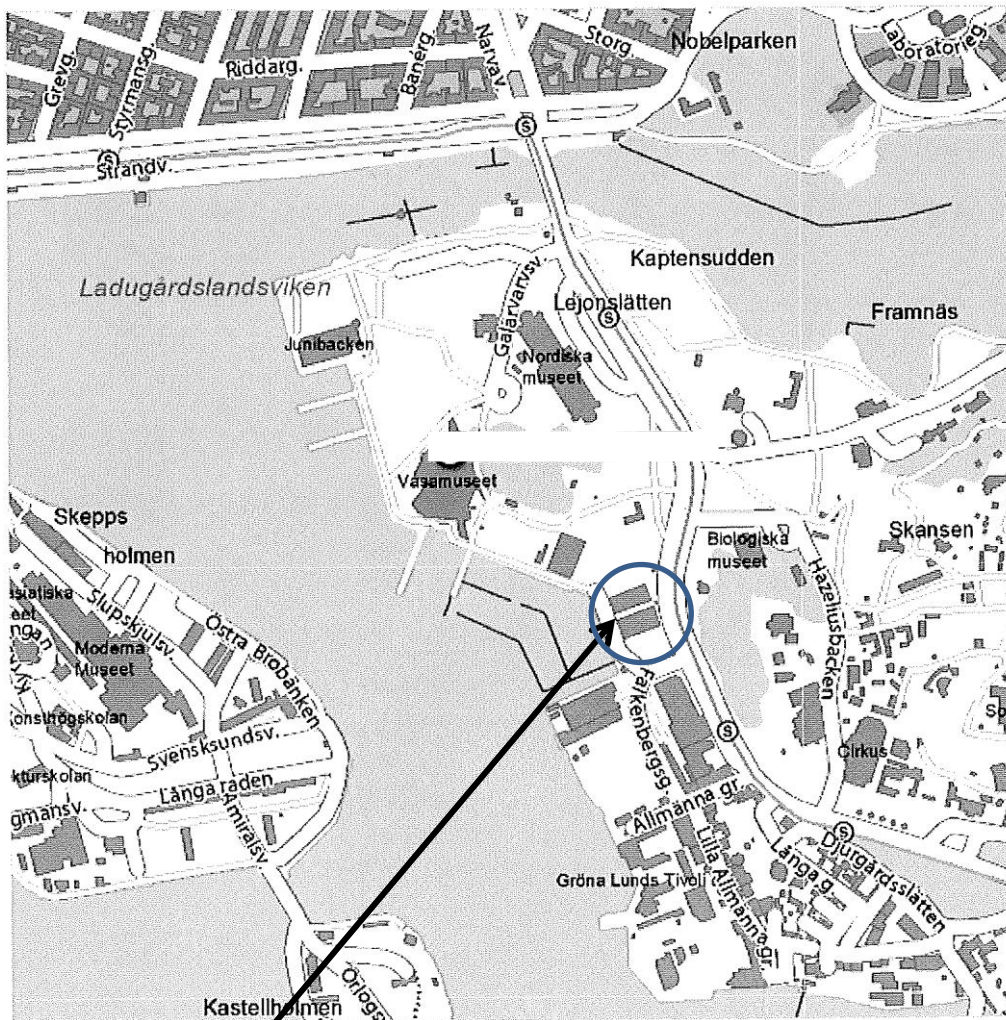 Grevg.
Styrmansg.
Riddarg.
Banérg.
Narvav.
Storg.
Nobelparken
Laboratorieg.
S
S
Strandv.
Kaptensudden
Ladugårdslandsviken
Lejonslätten
S
Framnäs
Galärvarvsv.
Junibacken
Nordiska
museet
D
Vasamuseet
Skepps
holmen
Skansen
Biologiska
museet
Hazeliusbacken
Slupskjulsv.
Östra Brobänken
Moderna
Museet
Falkenbergsg.
S
Cirkus
Svensksundsv.
Långa raden
Amiralsv.
Allmänna gr.
Lilla Allmänna gr.
Långa g.
S
Djurgårdsslätten
Gröna Lunds Tivoli
Kastellholmen